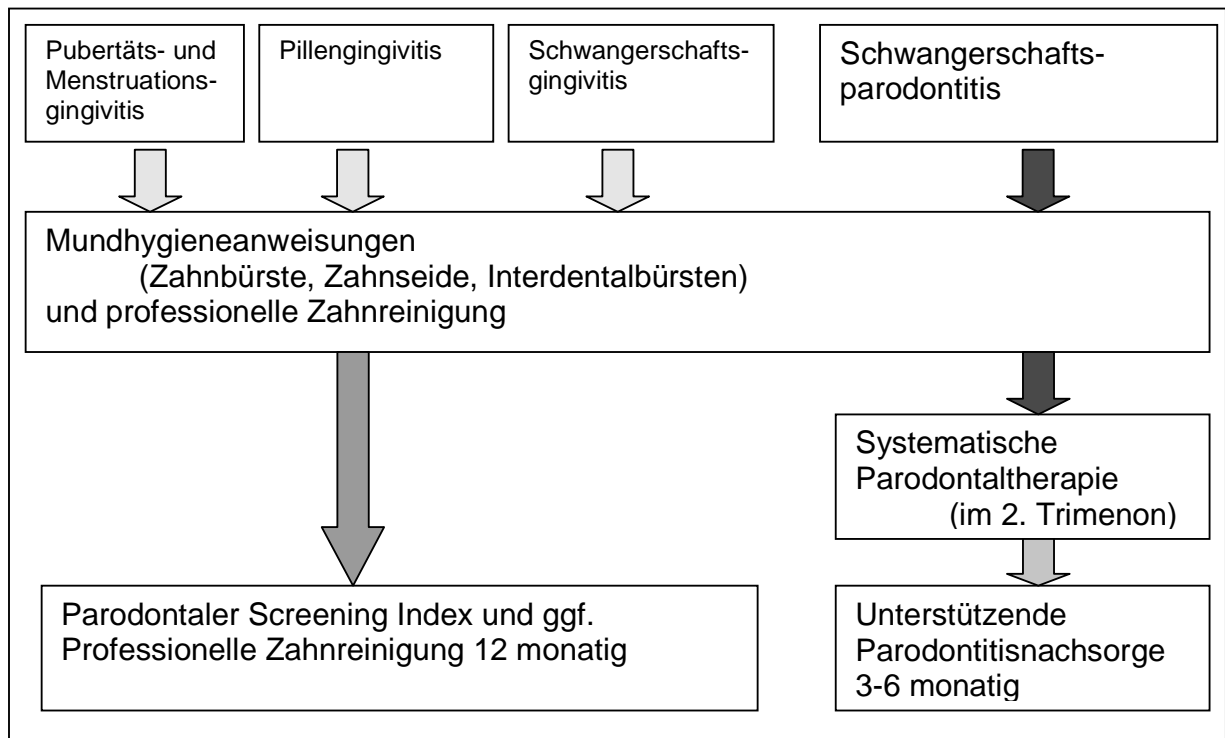 Pubertäts- und
Menstruations-
gingivitis
Pillengingivitis
Schwangerschafts-
gingivitis
Schwangerschafts-
parodontitis
Mundhygieneanweisungen
(Zahnbürste, Zahnseide, Interdentalbürsten)
und professionelle Zahnreinigung
Systematische
Parodontaltherapie
(im 2. Trimenon)
Parodontaler Screening Index und ggf.
Professionelle Zahnreinigung 12 monatig
Unterstützende
Parodontitisnachsorge
3-6 monatig